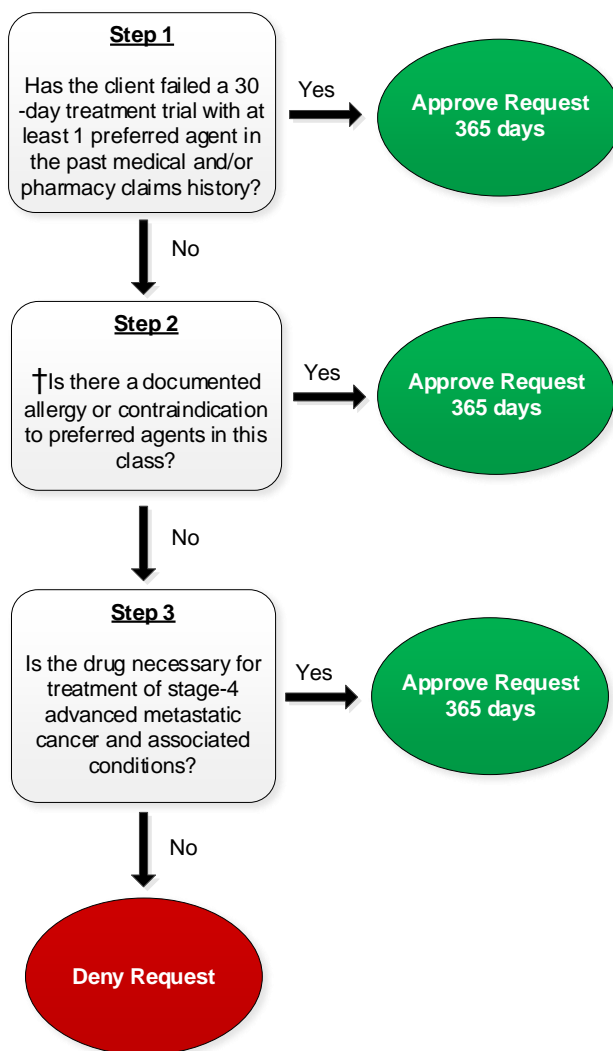 Step 1
Has the client failed a 30
-day treatment trial with at
least 1 preferred agent in
the past medical and/or
pharmacy claims history?
Yes
Approve Request
365 days
No
Step 2
†Is there a documented
allergy or contraindication
to preferred agents in this
class?
Yes
Approve Request
365 days
No
Step 3
Is the drug necessary for
treatment of stage-4
advanced metastatic
cancer and associated
conditions?
Yes
Approve Request
365 days
No
Deny Request